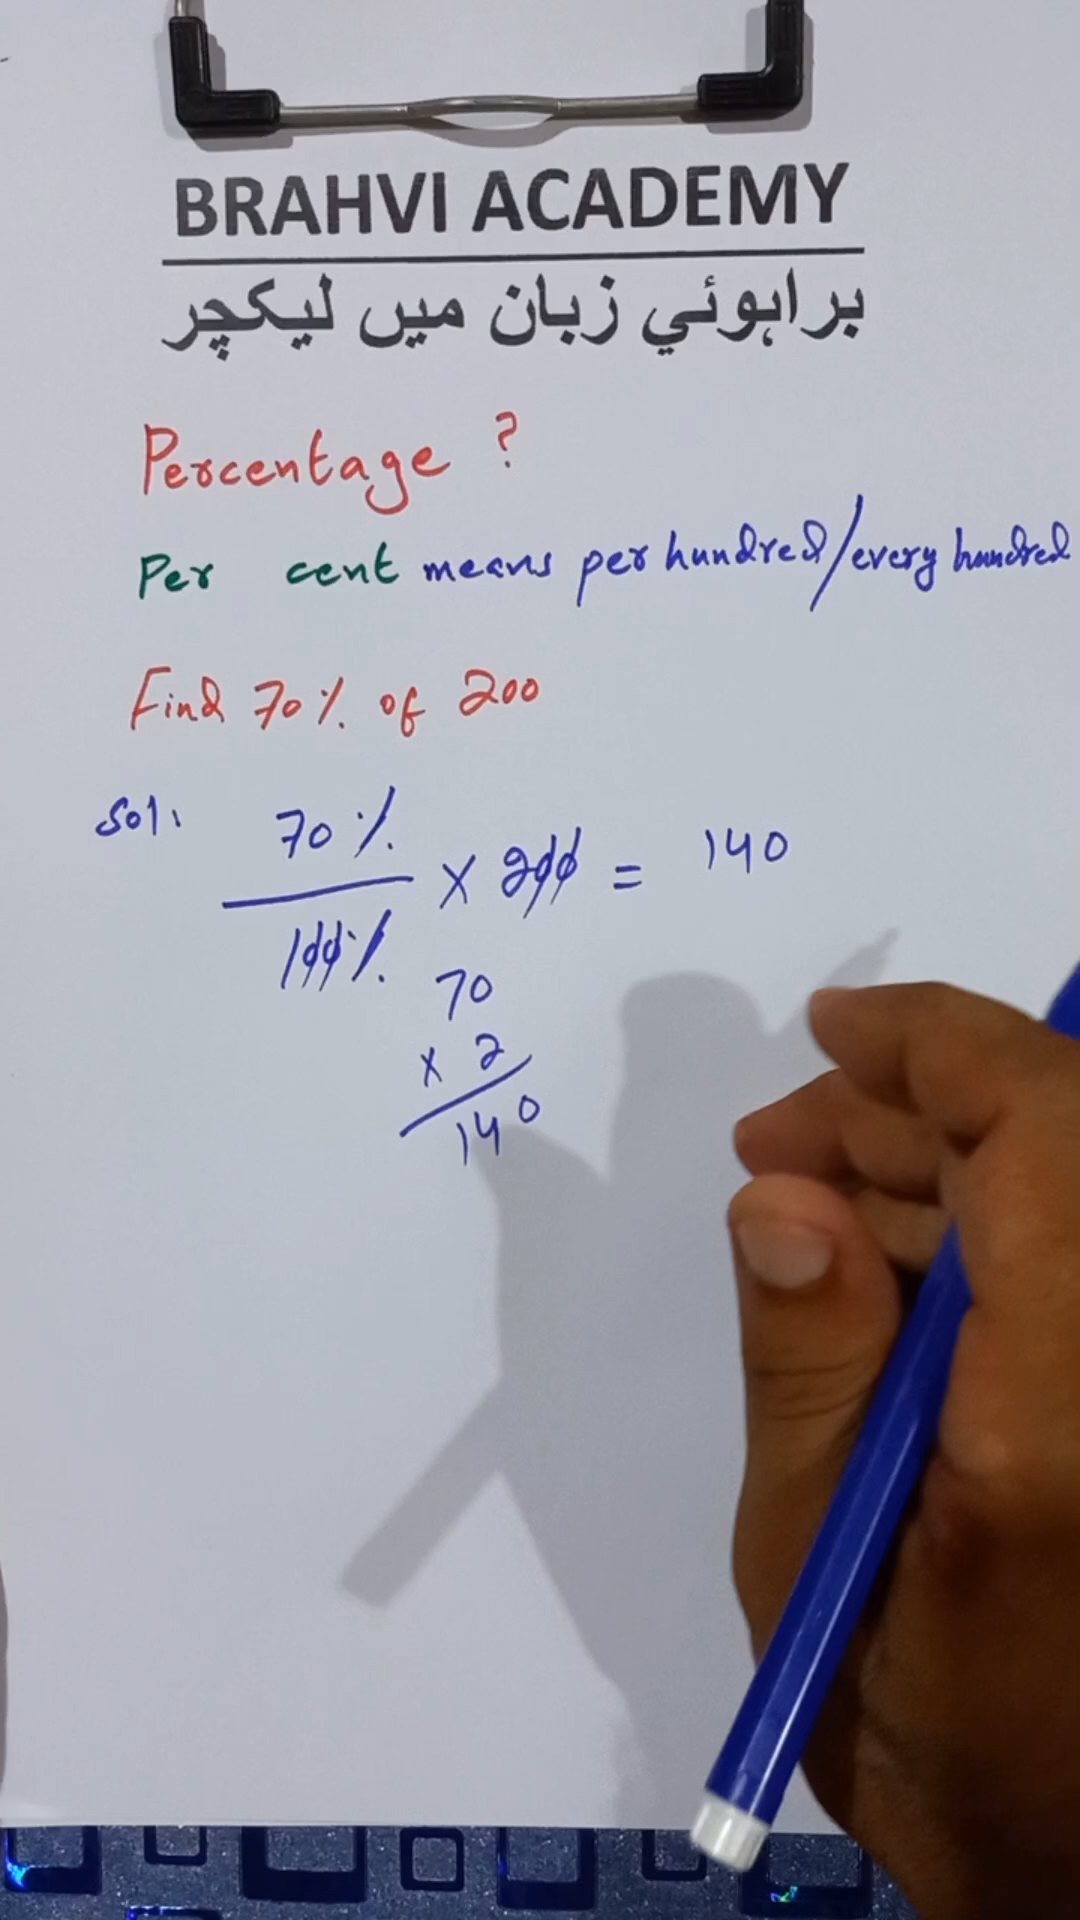 BRAHVI ACADEMY
براہوئي زبان میں لیکچر
Percentage ?
Per cent means per hundred/every hundred
Find 70% of 200
Sol:
70% / 100% × 200 = 140
70
× 2
140